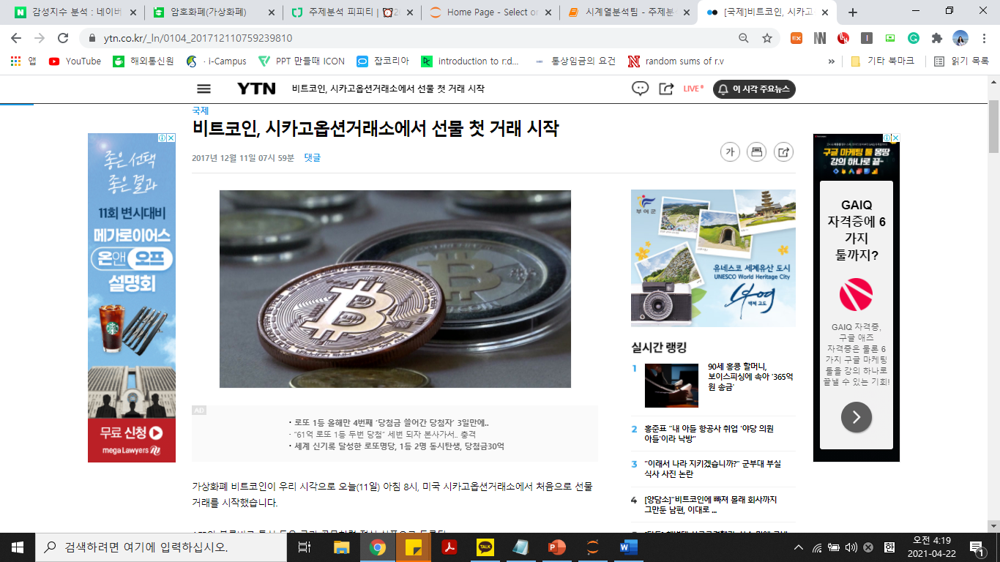 감성지수 분석 : 네이버
암호화폐(가상화폐)
주제분석 피피티 | ⏰2
Home Page - Select or
시계열분석팀 - 주제분
[국제]비트코인, 시카고
ytn.co.kr/_ln/0104_201712110759239810
앱
YouTube
해외통신원
· i-Campus
PPT 만들때 ICON
잡코리아
introduction to r:d...
통상임금의 요건
random sums of r.v
»
기타 북마크
읽기 목록
YTN
비트코인, 시카고옵션거래소에서 선물 첫 거래 시작
LIVE
이 시각 주요뉴스
국제
비트코인, 시카고옵션거래소에서 선물 첫 거래 시작
2017년 12월 11일 07시 59분
댓글
가
좋은 선택
좋은 결과
11회 변시대비
메가로이어스
온앤오프
설명회
무료 신청
mega Lawyers
AD
· 로또 1등 올해만 4번째 '당첨금 쓸어간 당첨자' 3일만에..
· "61억 로또 1등 두번 당첨" 세번 되자 본사가서.. 충격
· 세계 신기록 달성한 로또명당, 1등 2명 동시탄생, 당첨금30억
가상화폐 비트코인이 우리 시각으로 오늘(11일) 아침 8시, 미국 시카고옵션거래소에서 처음으로 선물
거래를 시작했습니다.
부여군
유네스코 세계유산 도시
UNESCO World Heritage City
백제 고도
실시간 랭킹
1
90세 홍콩 할머니,
보이스피싱에 속아 '365억
원 송금'
2
홍준표 "내 아들 항공사 취업 '야당 의원
아들'이라 낙방"
3
"이래서 나라 지키겠습니까?" 군부대 부실
식사 사진 논란
4
[양담소]"비트코인에 빠져 몰래 회사까지
그만둔 남편, 이대로 ...
구글 마케팅 툴 몽땅
강의 하나로 끝~
GAIQ
자격증에 6
가지
툴까지?
GAIQ 자격증,
구글 애즈
자격증은 물론 6
가지 구글 마케팅
툴을 강의 하나로
끝낼 수 있는 기회!
검색하려면 여기에 입력하십시오.
TALK
한
오전 4:19
2021-04-22
1